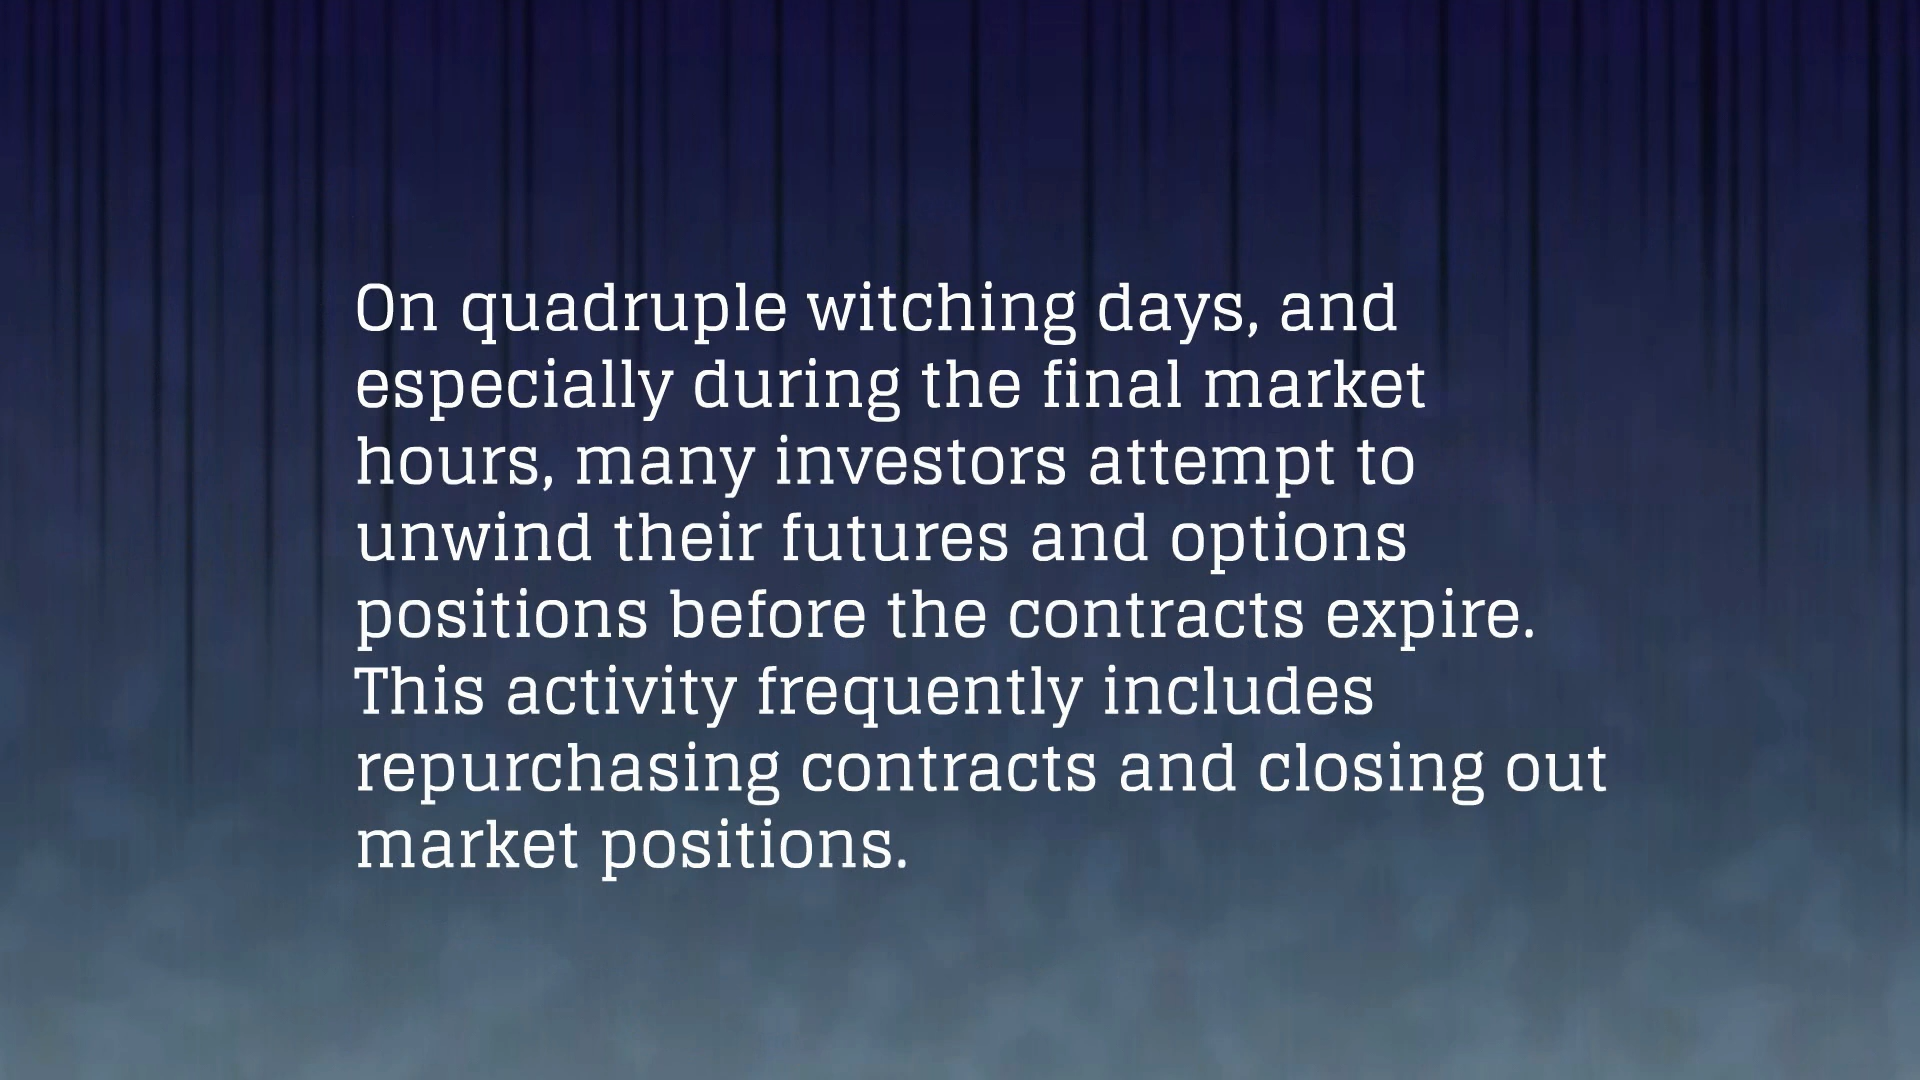 On quadruple witching days, and
especially during the final market
hours, many investors attempt to
unwind their futures and options
positions before the contracts expire.
This activity frequently includes
repurchasing contracts and closing out
market positions.